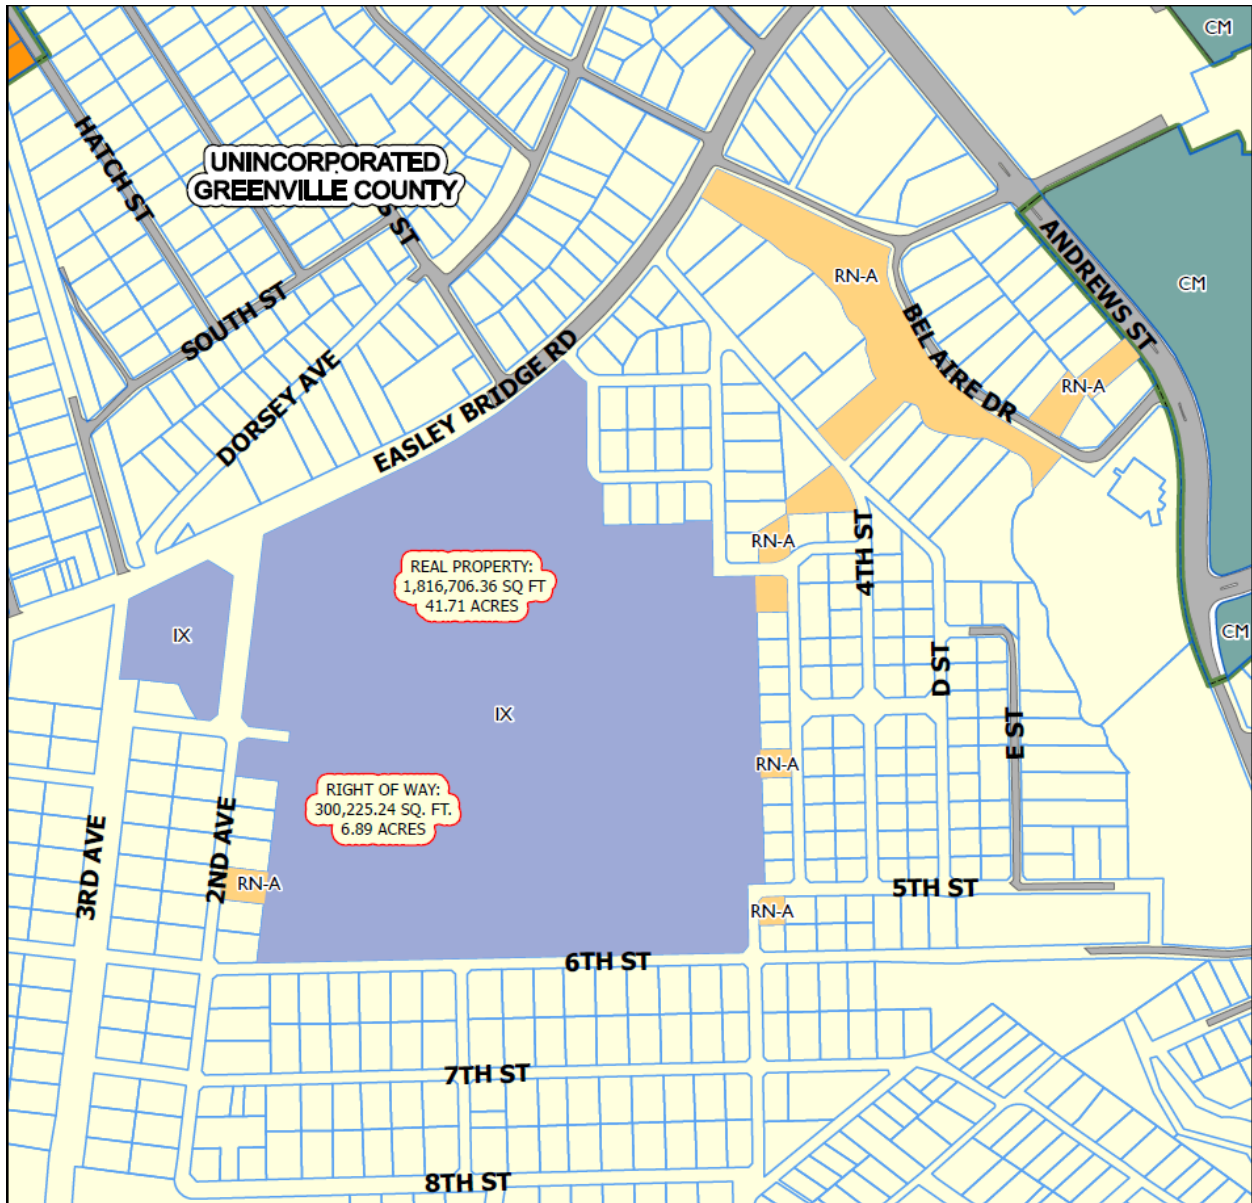 CM
HATCH ST
UNINCORPORATED
GREENVILLE COUNTY
S ST
ANDREWS ST
CM
RN-A
SOUTH ST
BEL AIRE DR
DORSEY AVE
EASLEY BRIDGE RD
RN-A
REAL PROPERTY:
1,816,706.36 SQ FT
41.71 ACRES
RN-A
4TH ST
IX
CM
D ST
IX
E ST
RN-A
RIGHT OF WAY:
300,225.24 SQ. FT.
6.89 ACRES
3RD AVE
2ND AVE
RN-A
5TH ST
RN-A
6TH ST
7TH ST
8TH ST